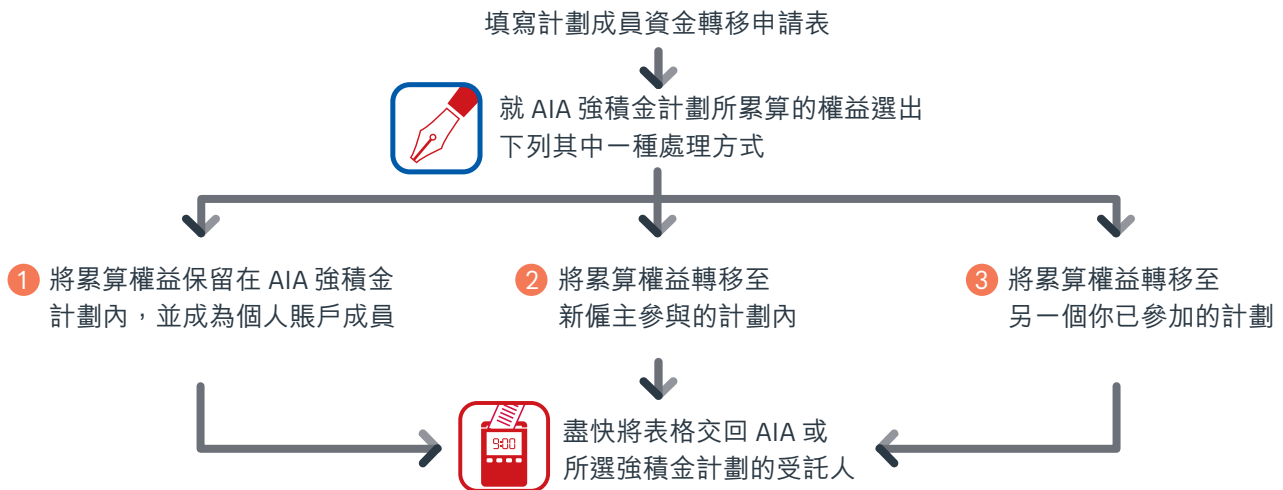 填寫計劃成員資金轉移申請表
就 AIA 強積金計劃所累算的權益選出
下列其中一種處理方式
1 將累算權益保留在 AIA 強積金
計劃內，並成為個人賬戶成員
2 將累算權益轉移至
新僱主參與的計劃內
3 將累算權益轉移至
另一個你已參加的計劃
9:00
盡快將表格交回 AIA 或
所選強積金計劃的受託人